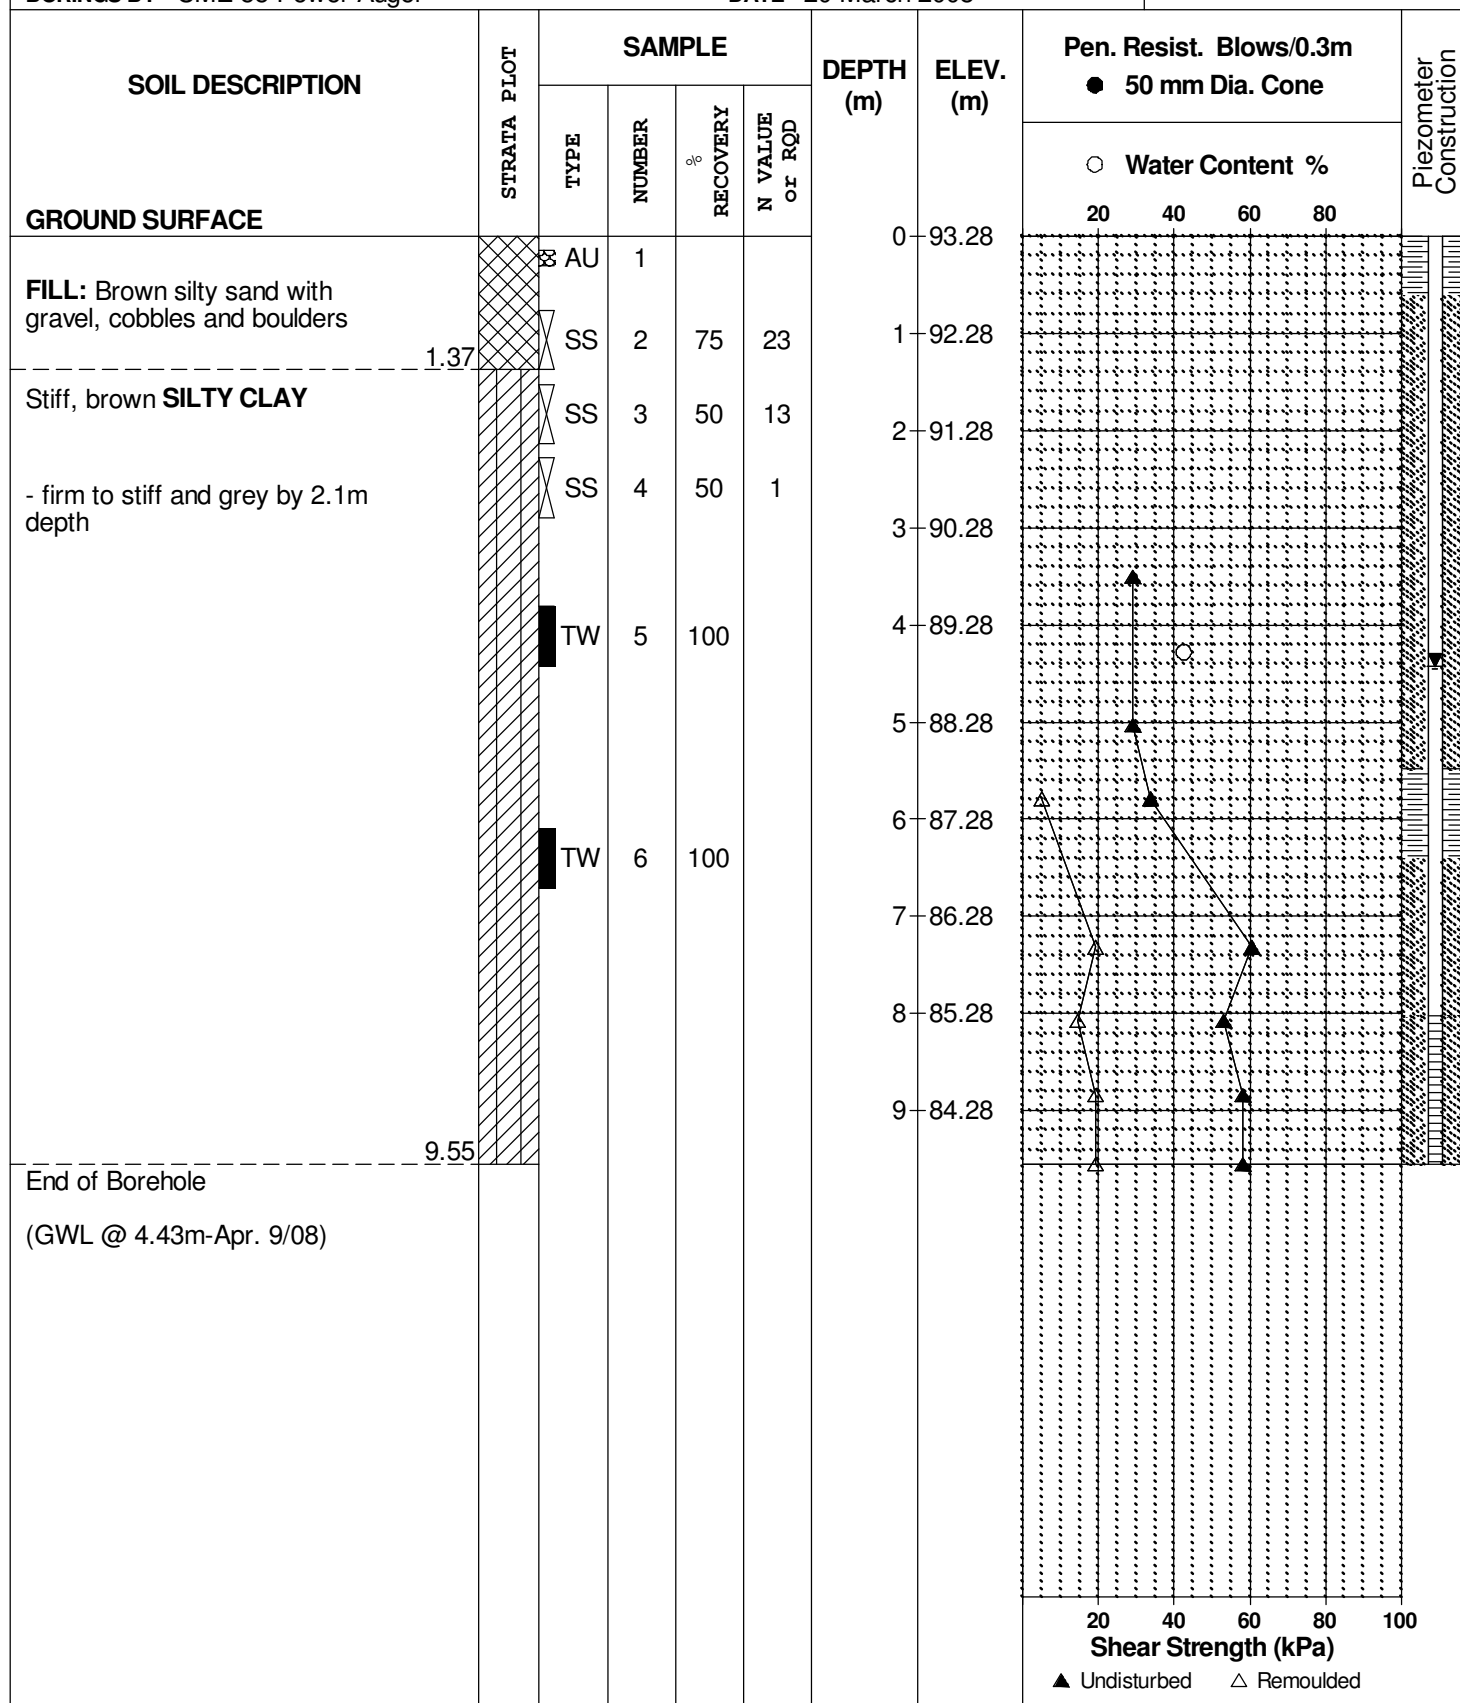 SOIL DESCRIPTION
GROUND SURFACE
STRATA PLOT
SAMPLE
TYPE
NUMBER
% RECOVERY
N VALUE or RQD
DEPTH (m)
ELEV. (m)
Pen. Resist. Blows/0.3m
● 50 mm Dia. Cone
○ Water Content %
20 40 60 80
Piezometer Construction
0 93.28
AU 1
FILL: Brown silty sand with
gravel, cobbles and boulders
SS 2 75 23
1 92.28
1.37
Stiff, brown SILTY CLAY
SS 3 50 13
2 91.28
- firm to stiff and grey by 2.1m
depth
SS 4 50 1
3 90.28
4 89.28
TW 5 100
5 88.28
6 87.28
TW 6 100
7 86.28
8 85.28
9 84.28
9.55
End of Borehole
(GWL @ 4.43m-Apr. 9/08)
20 40 60 80 100
Shear Strength (kPa)
▲ Undisturbed △ Remoulded